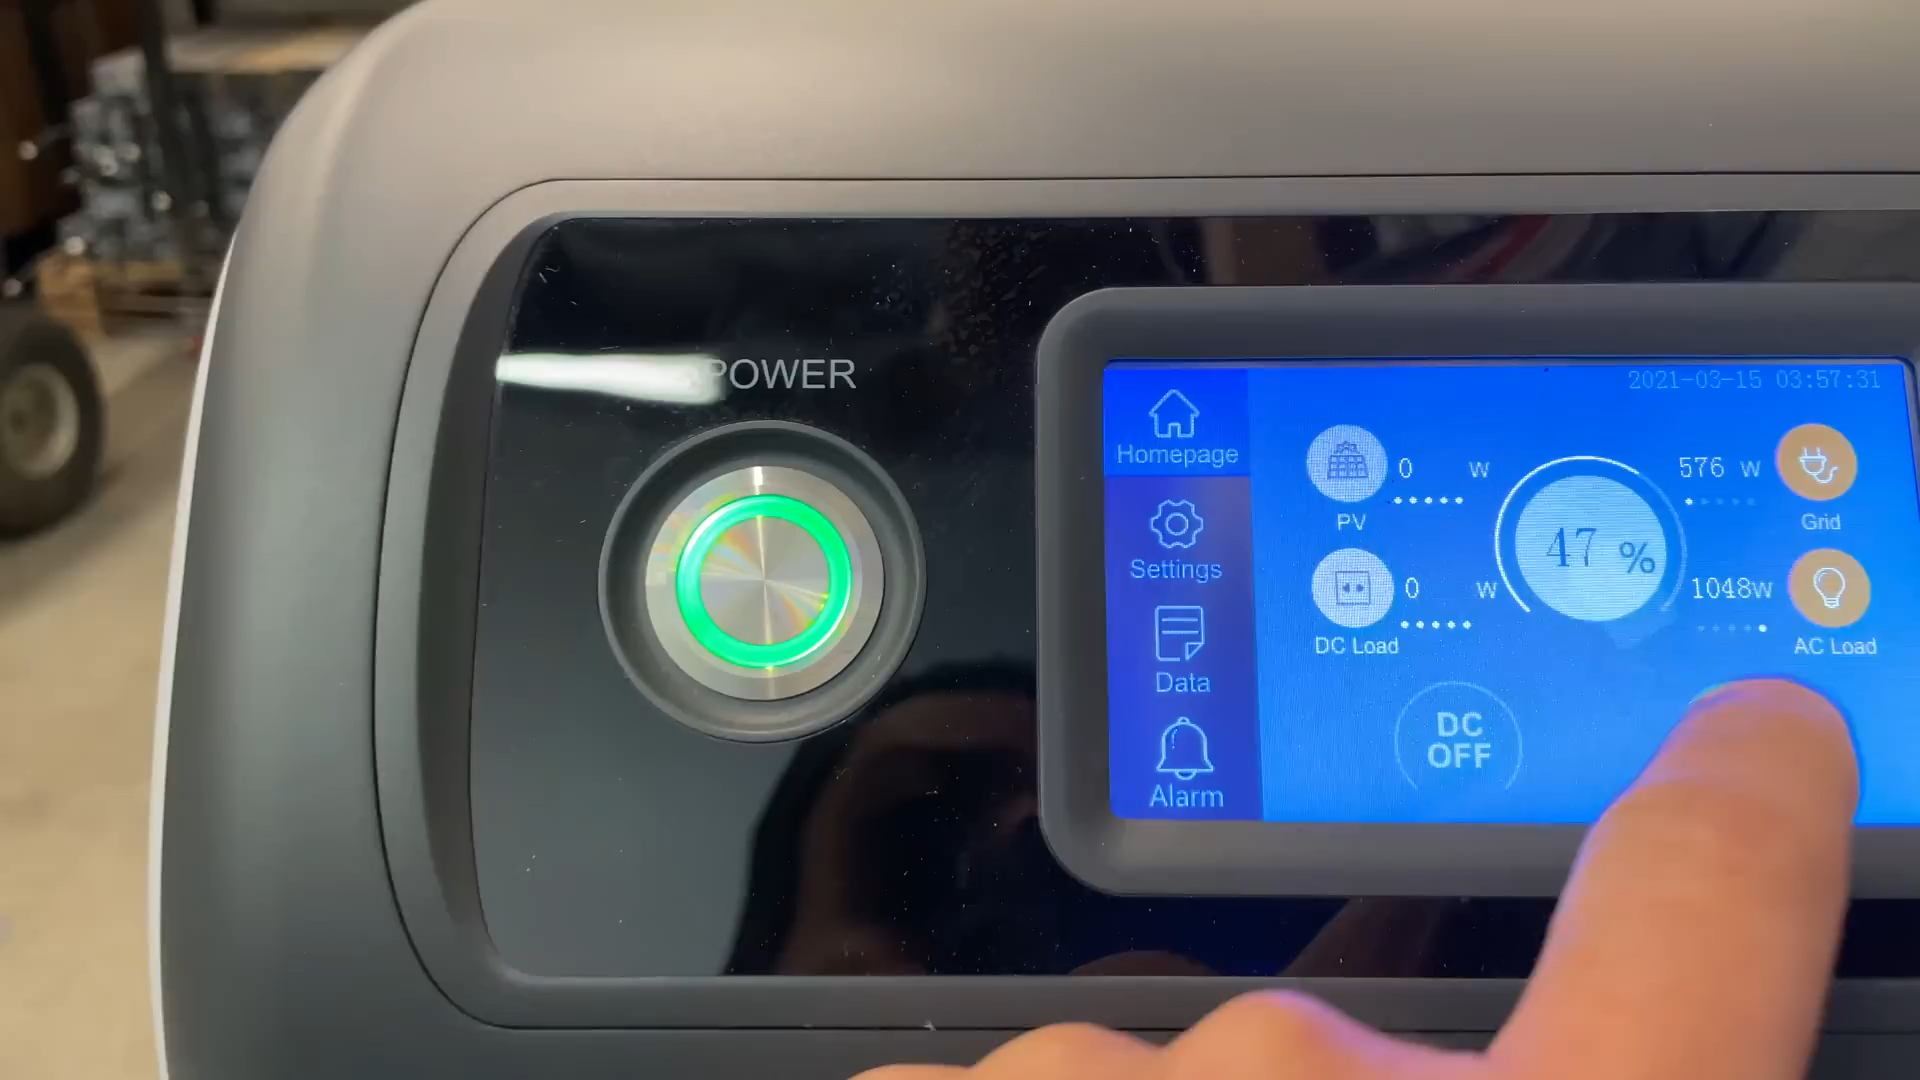 POWER
2021-03-15 03:57:31
Homepage
0 W
576 W
PV
Grid
47 %
Settings
0 W
1048W
DC Load
AC Load
Data
DC
OFF
Alarm